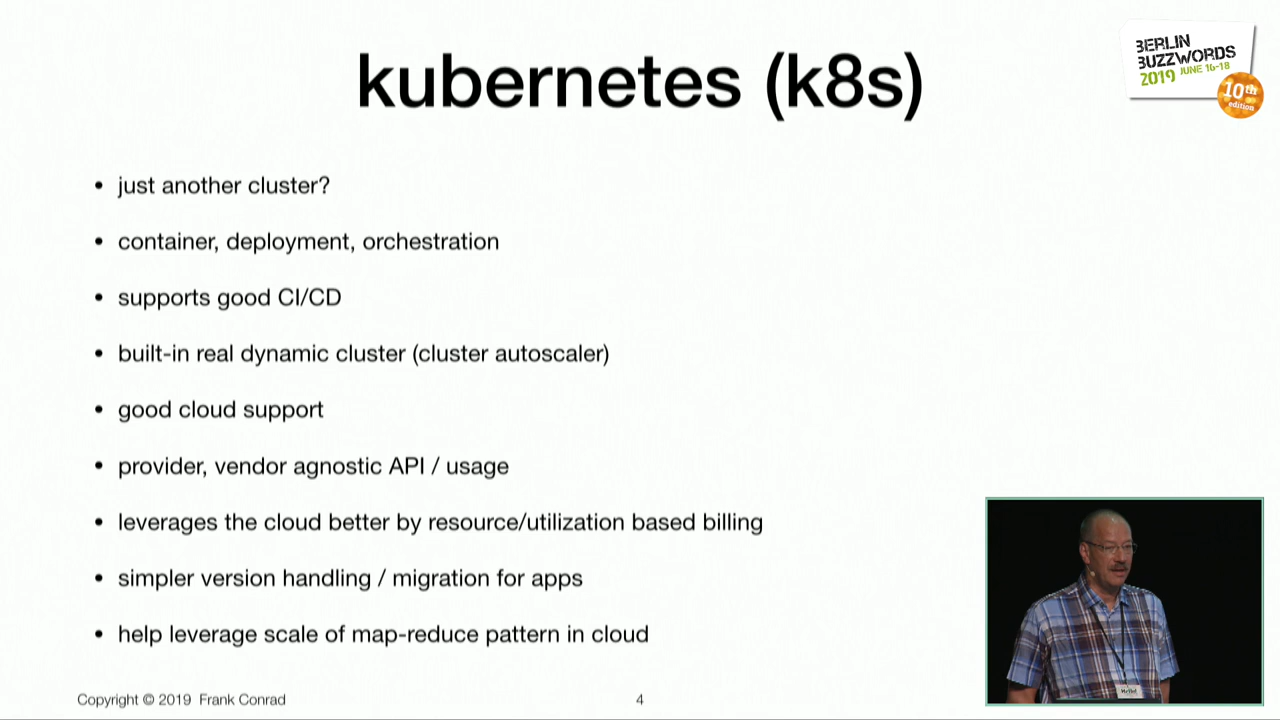 kubernetes (k8s)
BERLIN
BUZZWORDS
2019 JUNE 16-18
10th
edition
• just another cluster?
• container, deployment, orchestration
• supports good CI/CD
• built-in real dynamic cluster (cluster autoscaler)
• good cloud support
• provider, vendor agnostic API / usage
• leverages the cloud better by resource/utilization based billing
• simpler version handling / migration for apps
• help leverage scale of map-reduce pattern in cloud
Copyright © 2019 Frank Conrad
4